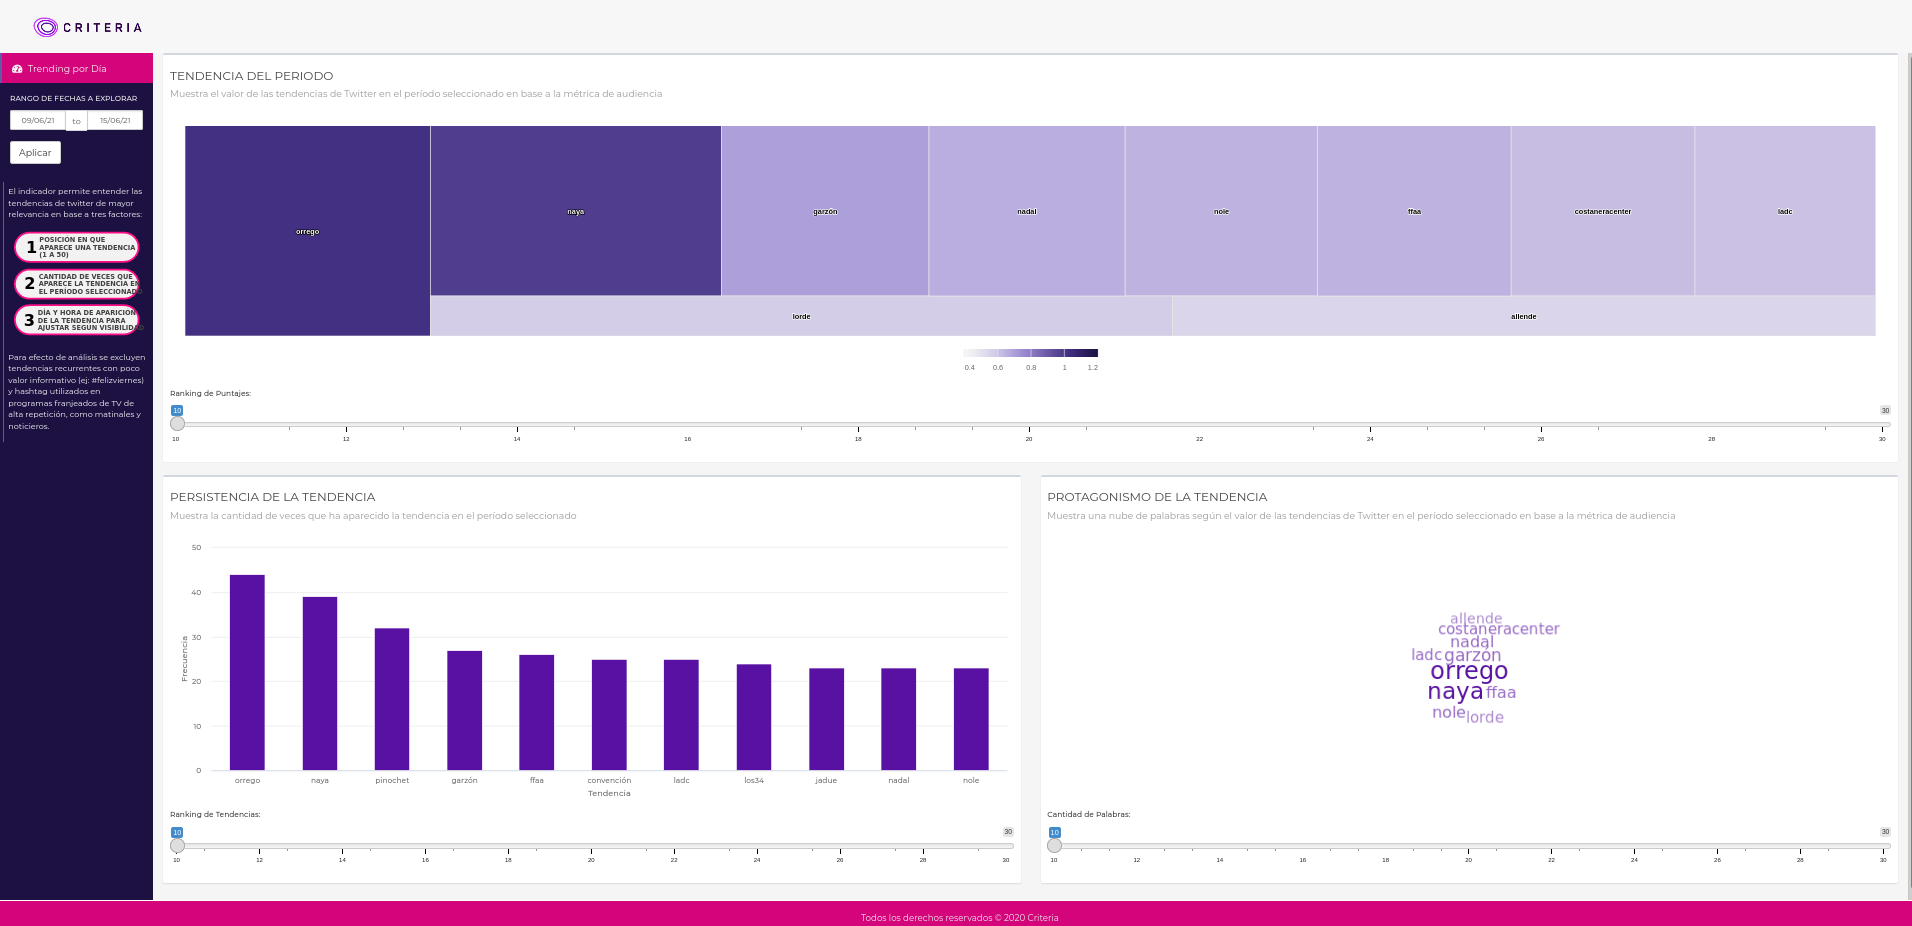 CRITERIA
Trending por Día
RANGO DE FECHAS A EXPLORAR
09/06/21 to 15/06/21
Aplicar
El indicador permite entender las
tendencias de twitter de mayor
relevancia en base a tres factores:
1 POSICIÓN EN QUE
APARECE UNA TENDENCIA
(1 A 50)
2 CANTIDAD DE VECES QUE
APARECE LA TENDENCIA EN
EL PERÍODO SELECCIONADO
3 DÍA Y HORA DE APARICIÓN
DE LA TENDENCIA PARA
AJUSTAR SEGÚN VISIBILIDAD
Para efecto de análisis se excluyen
tendencias recurrentes con poco
valor informativo (ej: #felizviernes)
y hashtag utilizados en
programas franjeados de TV de
alta repetición, como matinales y
noticieros.
TENDENCIA DEL PERIODO
Muestra el valor de las tendencias de Twitter en el período seleccionado en base a la métrica de audiencia
orrego
naya
garzón
nadal
nole
ffaa
costaneracenter
ladc
lorde
allende
0.4 0.6 0.8 1 1.2
Ranking de Puntajes:
10 30
10 12 14 16 18 20 22 24 26 28 30
PERSISTENCIA DE LA TENDENCIA
Muestra la cantidad de veces que ha aparecido la tendencia en el período seleccionado
Frecuencia
50
40
30
20
10
0
orrego naya pinochet garzón ffaa convención ladc los34 jadue nadal nole
Tendencia
Ranking de Tendencias:
10 30
10 12 14 16 18 20 22 24 26 28 30
PROTAGONISMO DE LA TENDENCIA
Muestra una nube de palabras según el valor de las tendencias de Twitter en el período seleccionado en base a la métrica de audiencia
allende
costaneracenter
nadal
ladc garzón
orrego
naya ffaa
nole lorde
Cantidad de Palabras:
10 30
10 12 14 16 18 20 22 24 26 28 30
Todos los derechos reservados © 2020 Criteria